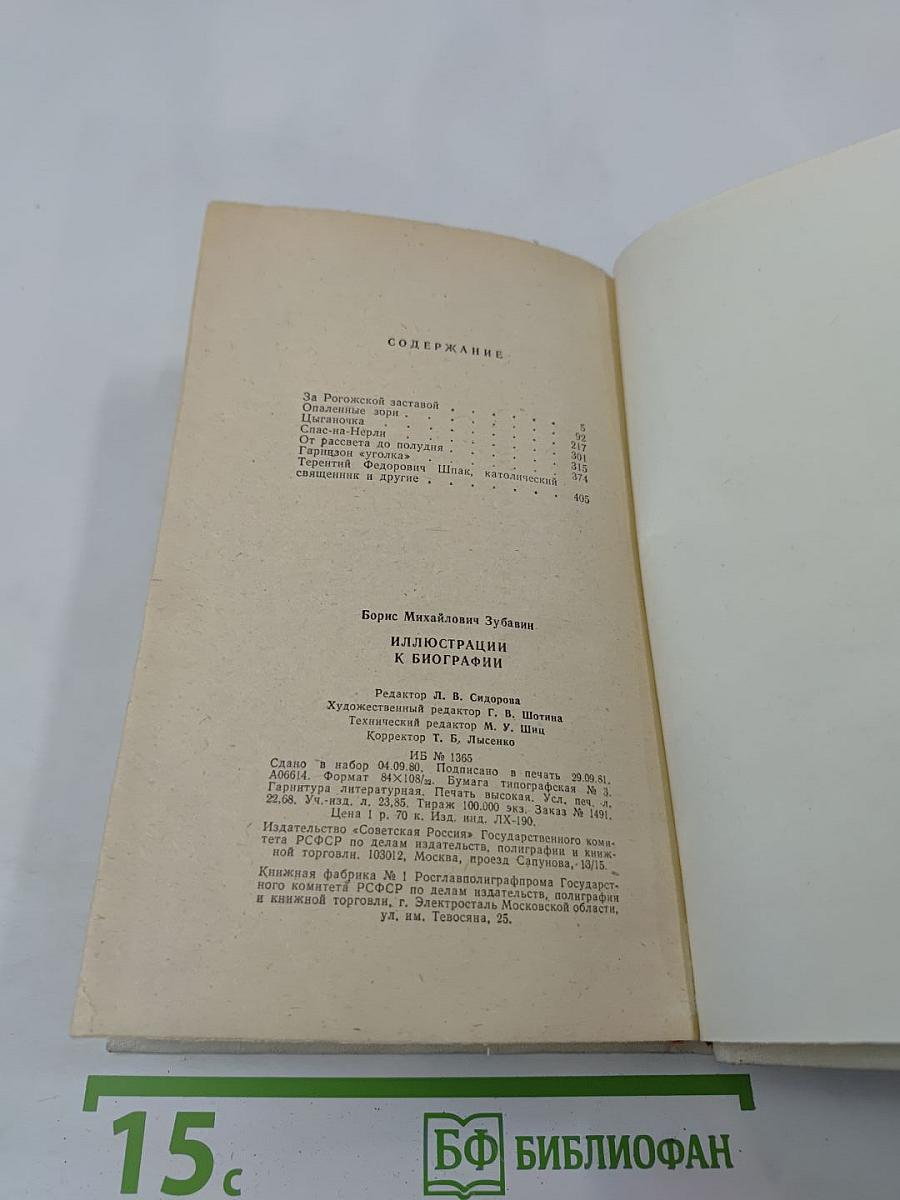 СОДЕРЖАНИЕ
За Рогожской заставой . . . . . . 5
Опаленные зори . . . . . . . . 92
Цыганочка . . . . . . . . . 217
Спас-на-Нерли . . . . . . . . 301
От рассвета до полудня . . . . . . 315
Гарнизон «уголка» . . . . . . . 374
Терентий Федорович Шпак, католический
священник и другие . . . . . . . 405
Борис Михайлович Зубавин
ИЛЛЮСТРАЦИИ
К БИОГРАФИИ
Редактор Л. В. Сидорова
Художественный редактор Г. В. Шотина
Технический редактор М. У. Шиц
Корректор Т. Б. Лысенко
ИБ № 1365
Сдано в набор 04.09.80. Подписано в печать 29.09.81.
А06614. Формат 84×108/32. Бумага типографская № 3.
Гарнитура литературная. Печать высокая. Усл. печ. л.
22,68. Уч.-изд. л. 23,85. Тираж 100.000 экз. Заказ № 1491.
Цена 1 р. 70 к. Изд. инд. ЛХ-190.
Издательство «Советская Россия» Государственного коми-
тета РСФСР по делам издательств, полиграфии и книж-
ной торговли. 103012, Москва, проезд Сапунова, 13/15.
Книжная фабрика № 1 Росглавполиграфпрома Государст-
ного комитета РСФСР по делам издательств, полиграфии
и книжной торговли, г. Электросталь Московской области,
ул. им. Тевосяна, 25.
15 с
БФ БИБЛИОФАН